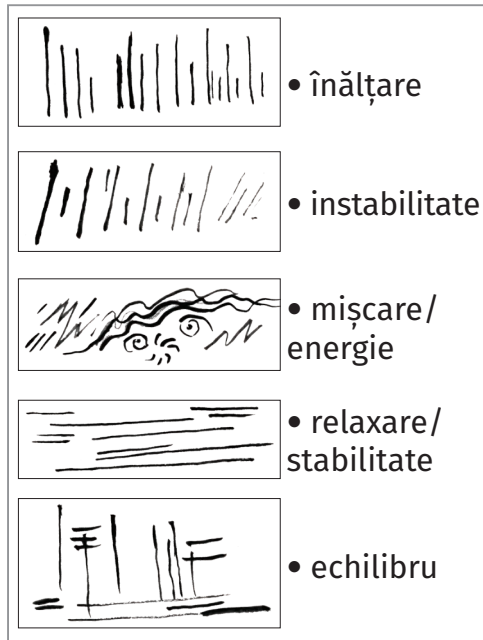 • înălțare
• instabilitate
• mișcare/
energie
• relaxare/
stabilitate
• echilibru